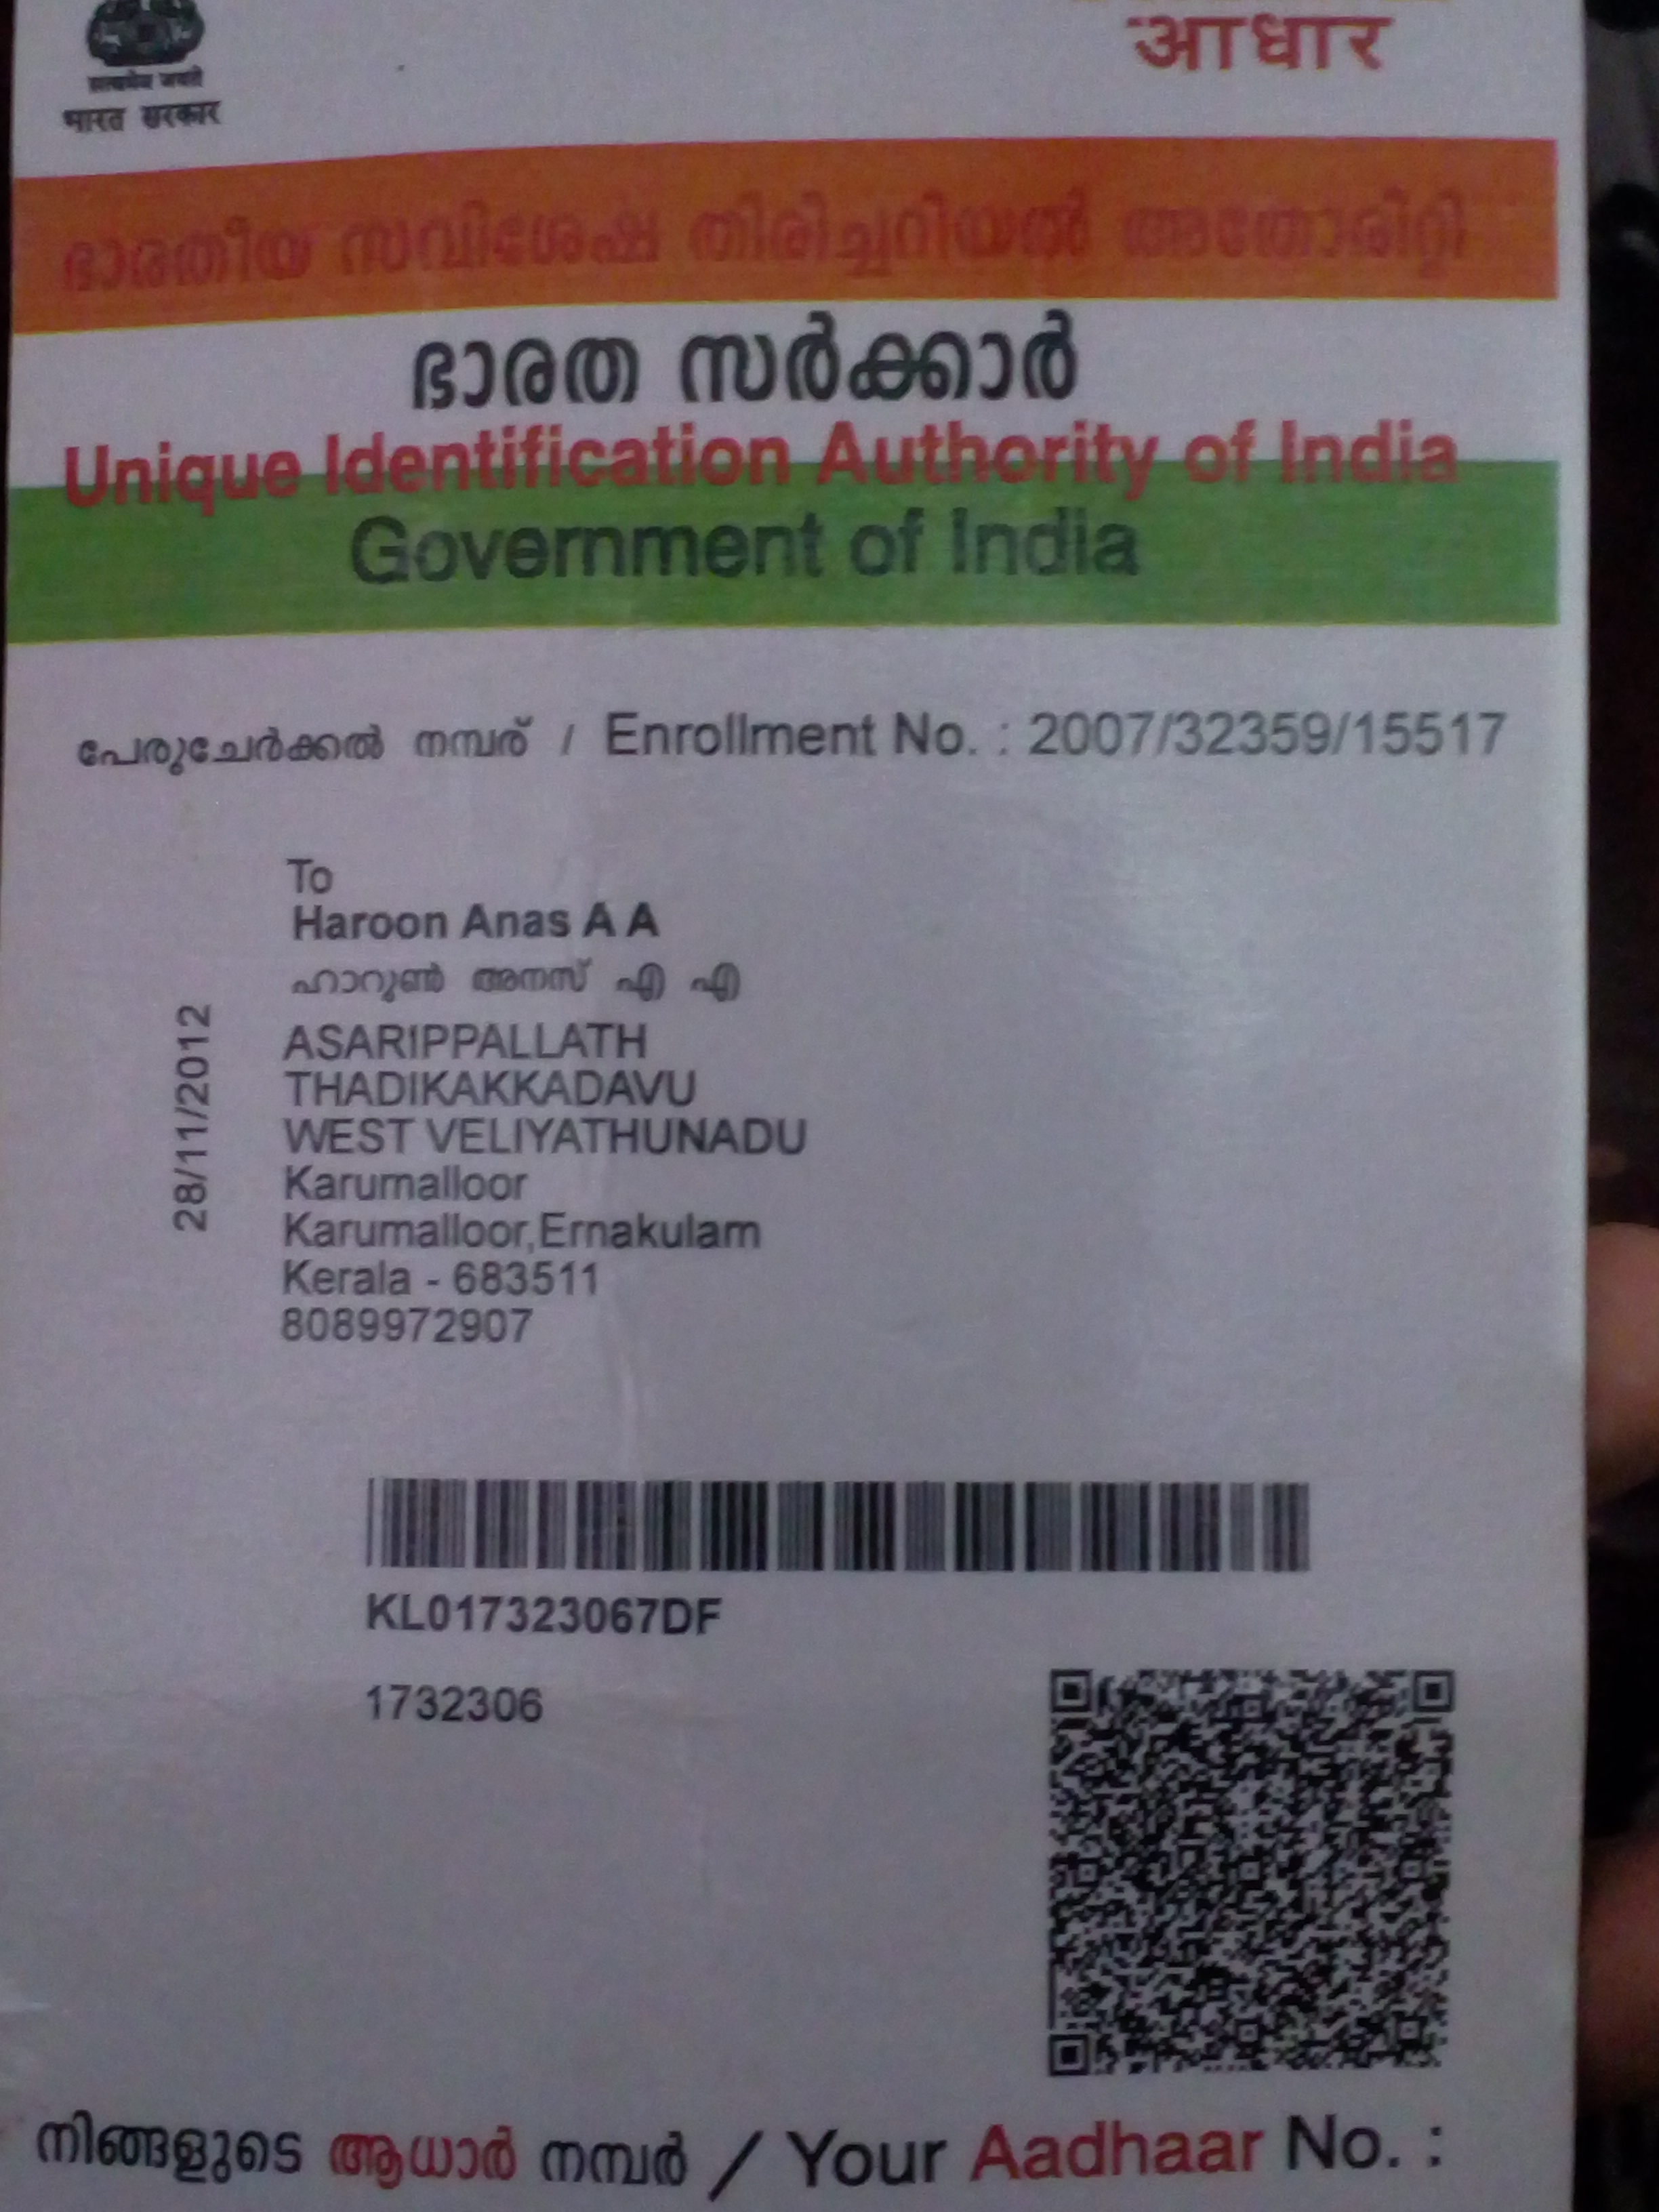 आधार
सत्यमेव जयते
भारत सरकार
ഭാരതീയ സവിശേഷ തിരിച്ചറിയൽ അതോരിറ്റി
ഭാരത സർക്കാർ
Unique Identification Authority of India
Government of India
പേരുചേർക്കൽ നമ്പര് / Enrollment No. : 2007/32359/15517
To
Haroon Anas A A
ഹാറൂൺ അനസ് എ എ
ASARIPPALLATH
THADIKAKKADAVU
WEST VELIYATHUNADU
Karumalloor
Karumalloor,Ernakulam
Kerala - 683511
8089972907
28/11/2012
KL017323067DF
1732306
നിങ്ങളുടെ ആധാർ നമ്പർ / Your Aadhaar No. :